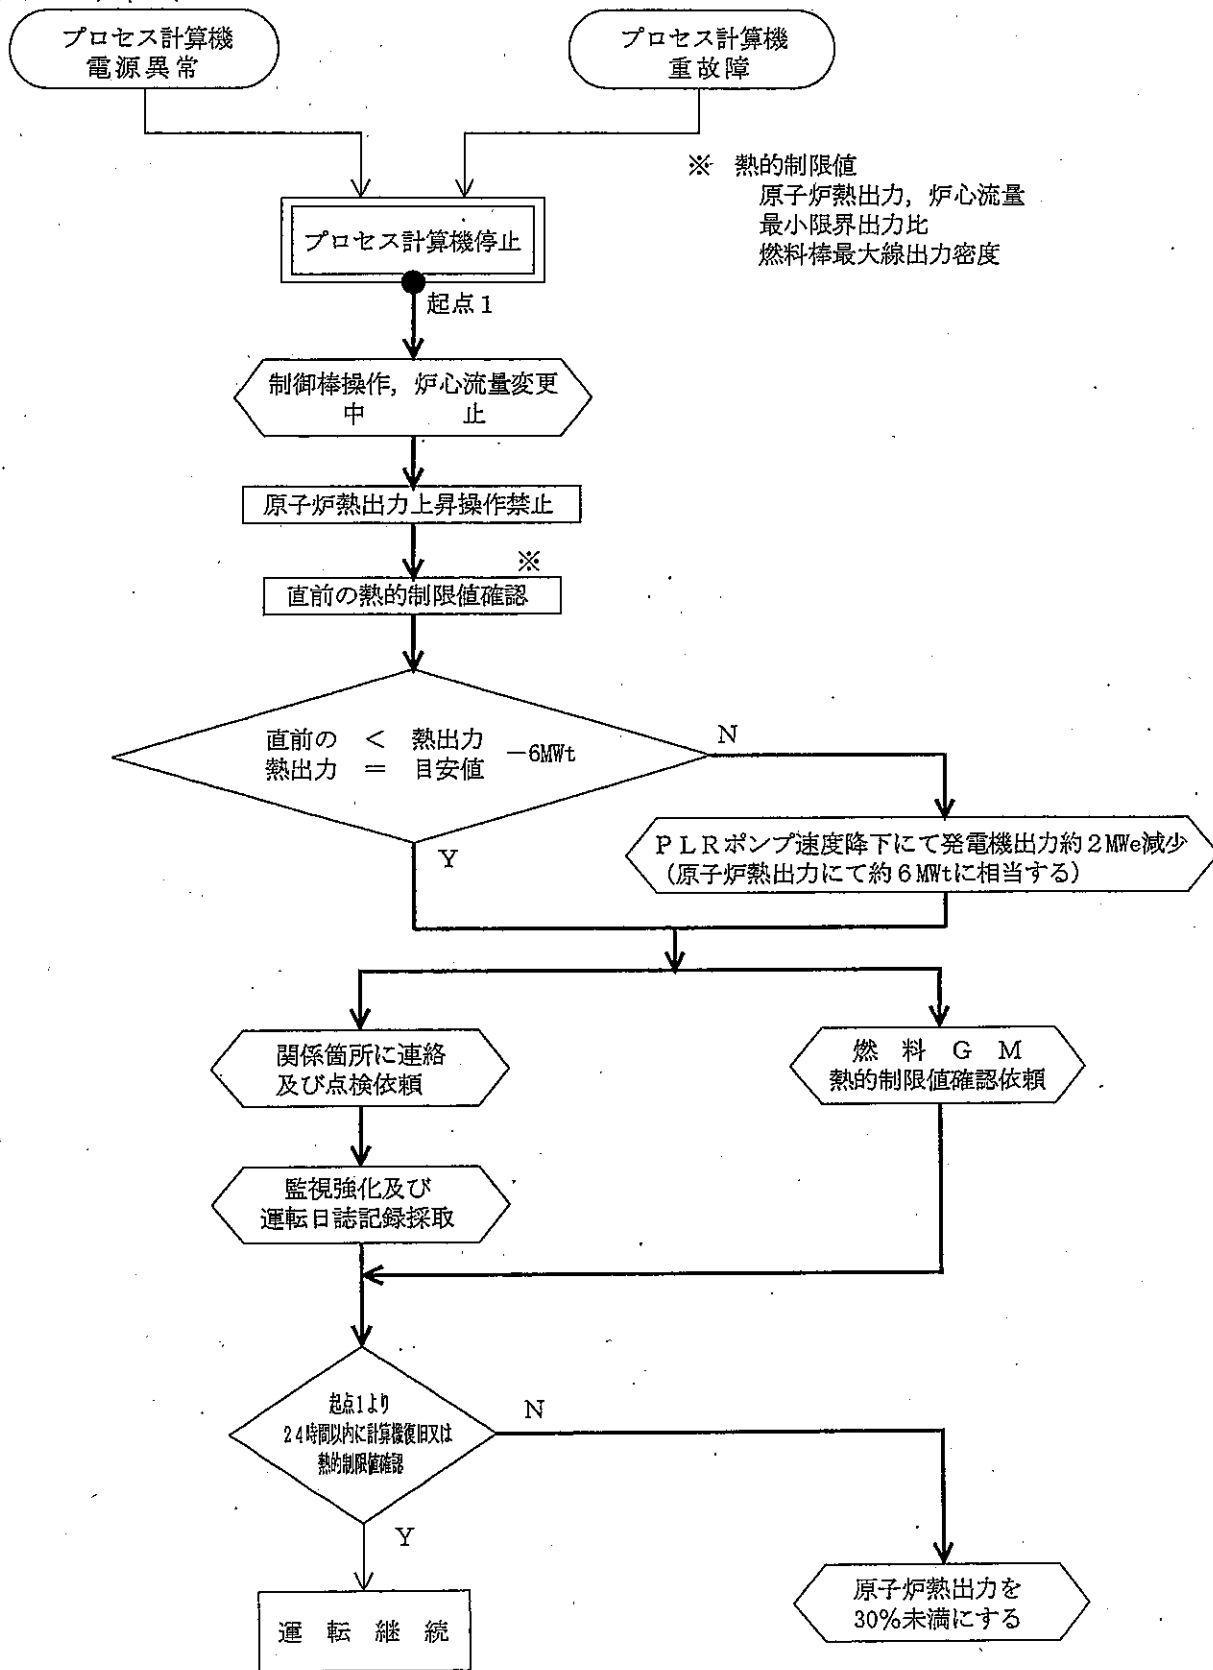 プロセス計算機
電源異常
プロセス計算機
重故障
※ 熱的制限値
原子炉熱出力，炉心流量
最小限界出力比
燃料棒最大線出力密度
プロセス計算機停止
起点1
制御棒操作，炉心流量変更
中 止
原子炉熱出力上昇操作禁止
※
直前の熱的制限値確認
直前の ＜ 熱出力
熱出力 ＝ 目安値
－6MWt
N
Y
PLRポンプ速度降下にて発電機出力約2MWe減少
(原子炉熱出力にて約6MWtに相当する)
関係箇所に連絡
及び点検依頼
燃 料 G M
熱的制限値確認依頼
監視強化及び
運転日誌記録採取
起点1より
24時間以内に計算機復旧又は
熱的制限値確認
N
Y
運 転 継 続
原子炉熱出力を
30%未満にする